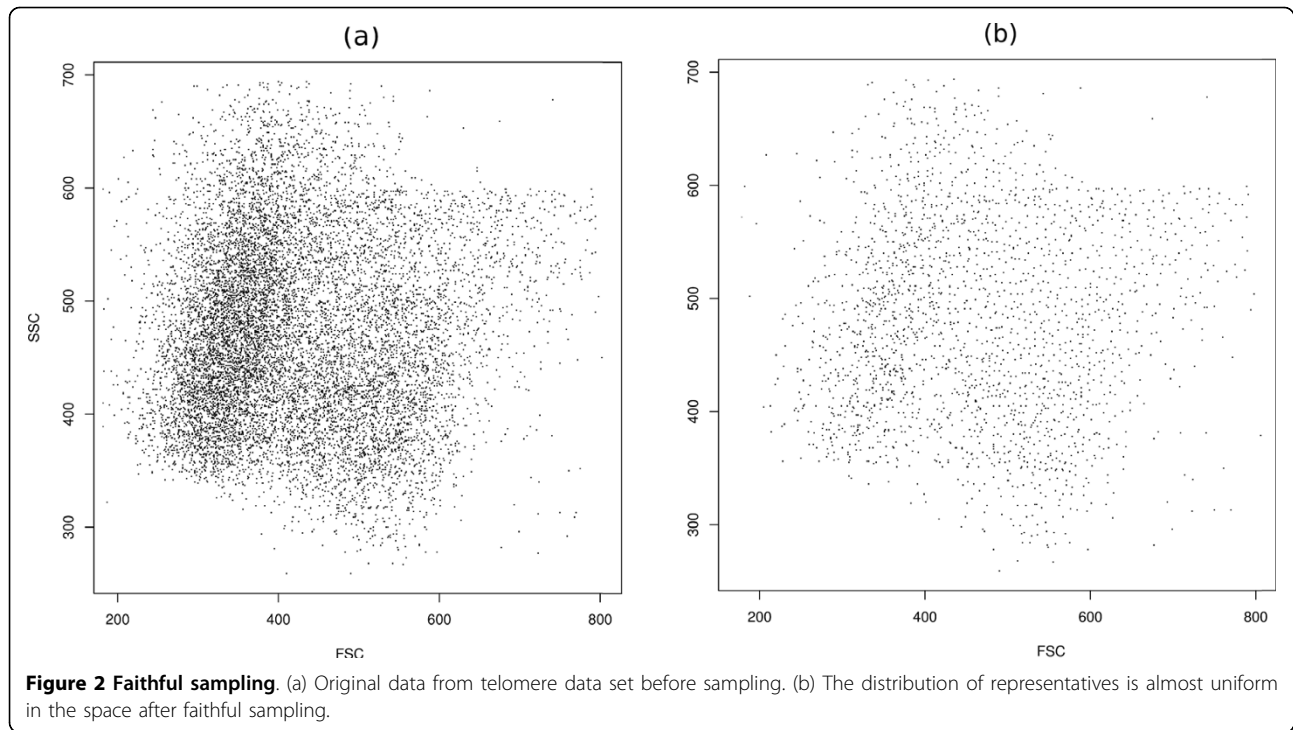 (a)
(b)
700
600
500
400
300
SSC
200
400
600
800
FSC
700
600
500
400
300
200
400
600
800
FSC
Figure 2 Faithful sampling. (a) Original data from telomere data set before sampling. (b) The distribution of representatives is almost uniform
in the space after faithful sampling.